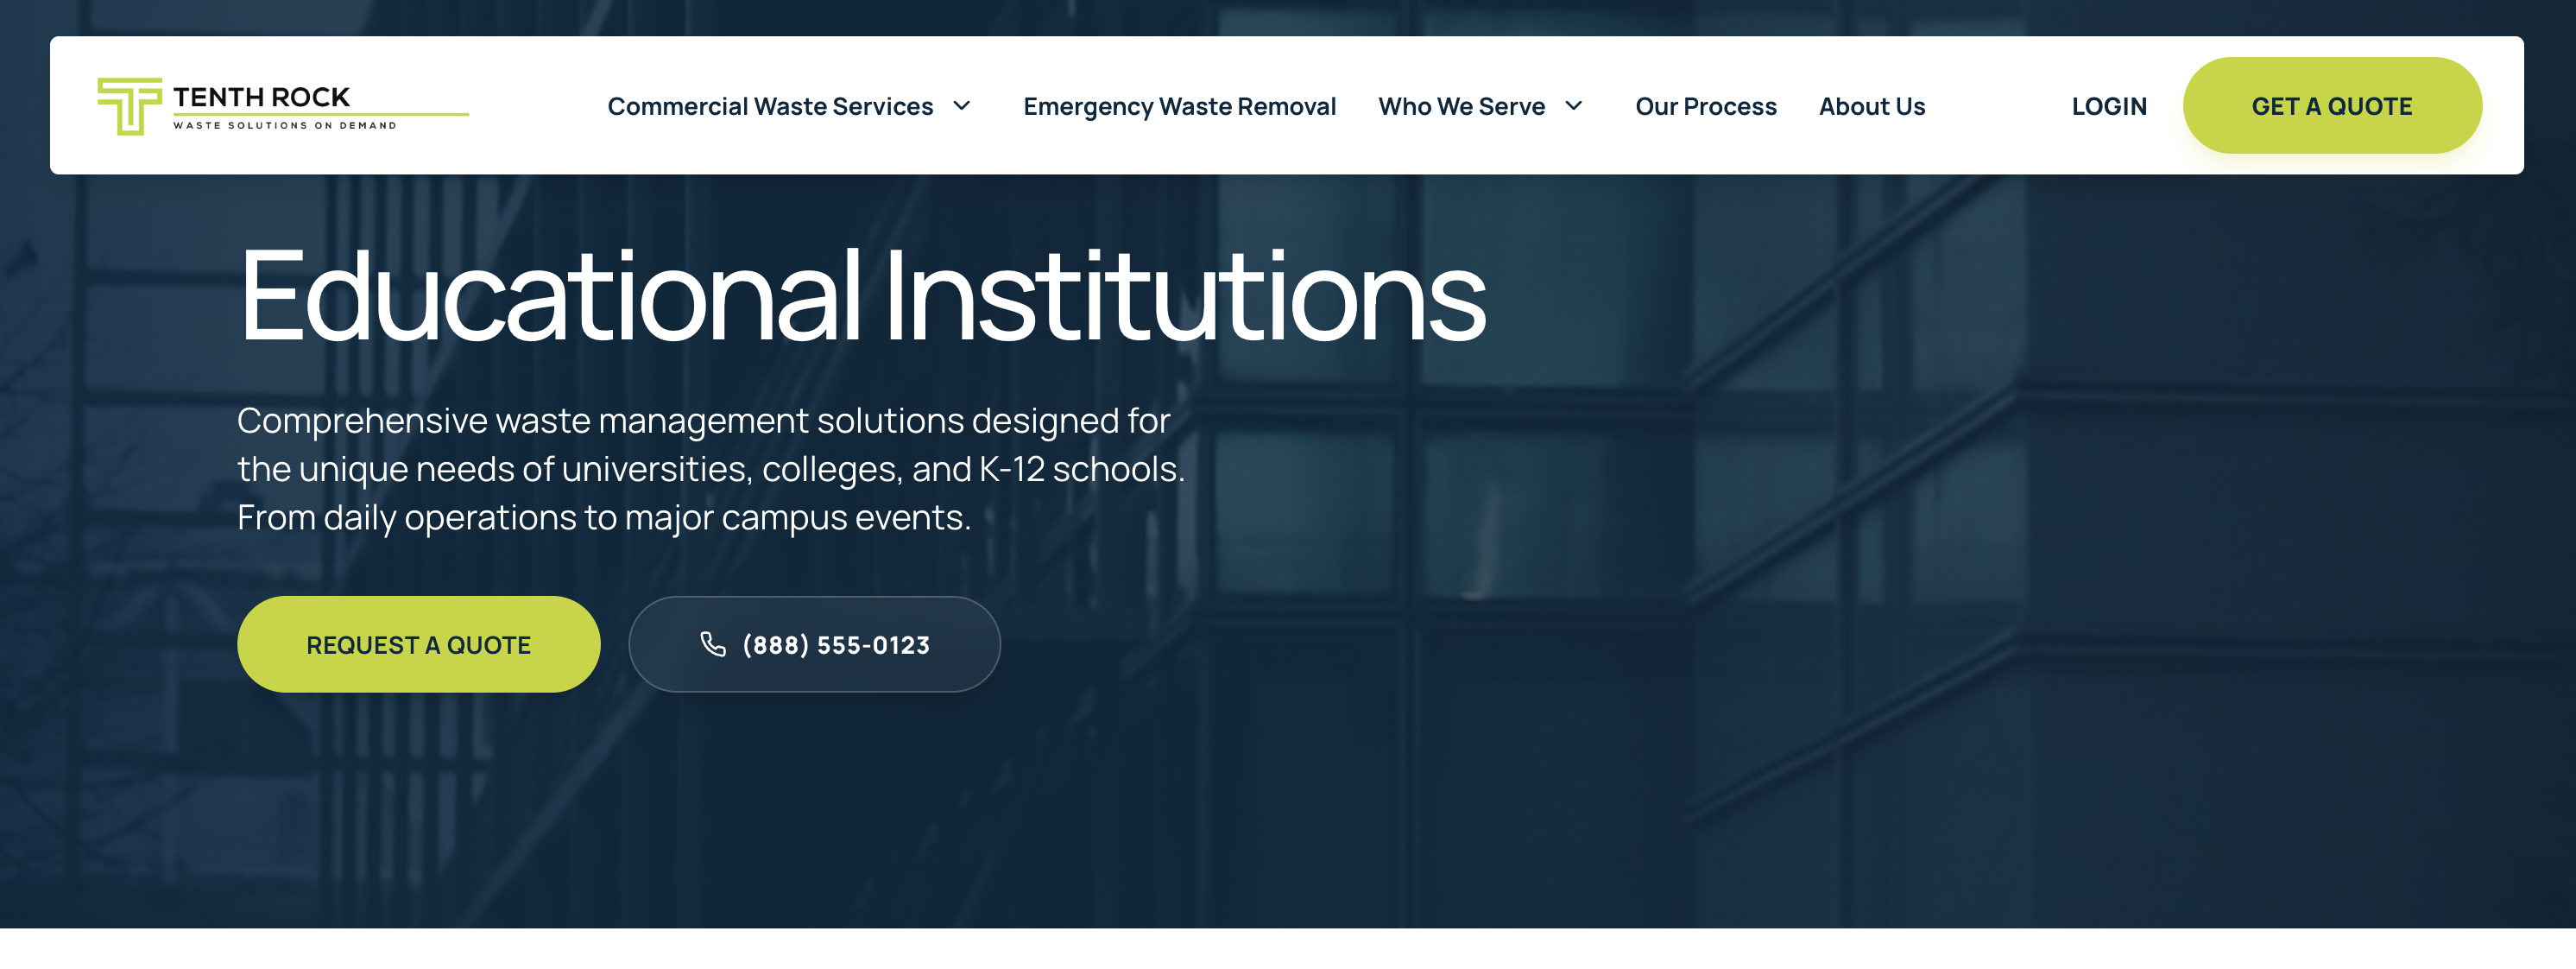 TENTH ROCK
WASTE SOLUTIONS ON DEMAND
Commercial Waste Services
Emergency Waste Removal
Who We Serve
Our Process
About Us
LOGIN
GET A QUOTE
Educational Institutions
Comprehensive waste management solutions designed for
the unique needs of universities, colleges, and K-12 schools.
From daily operations to major campus events.
REQUEST A QUOTE
(888) 555-0123